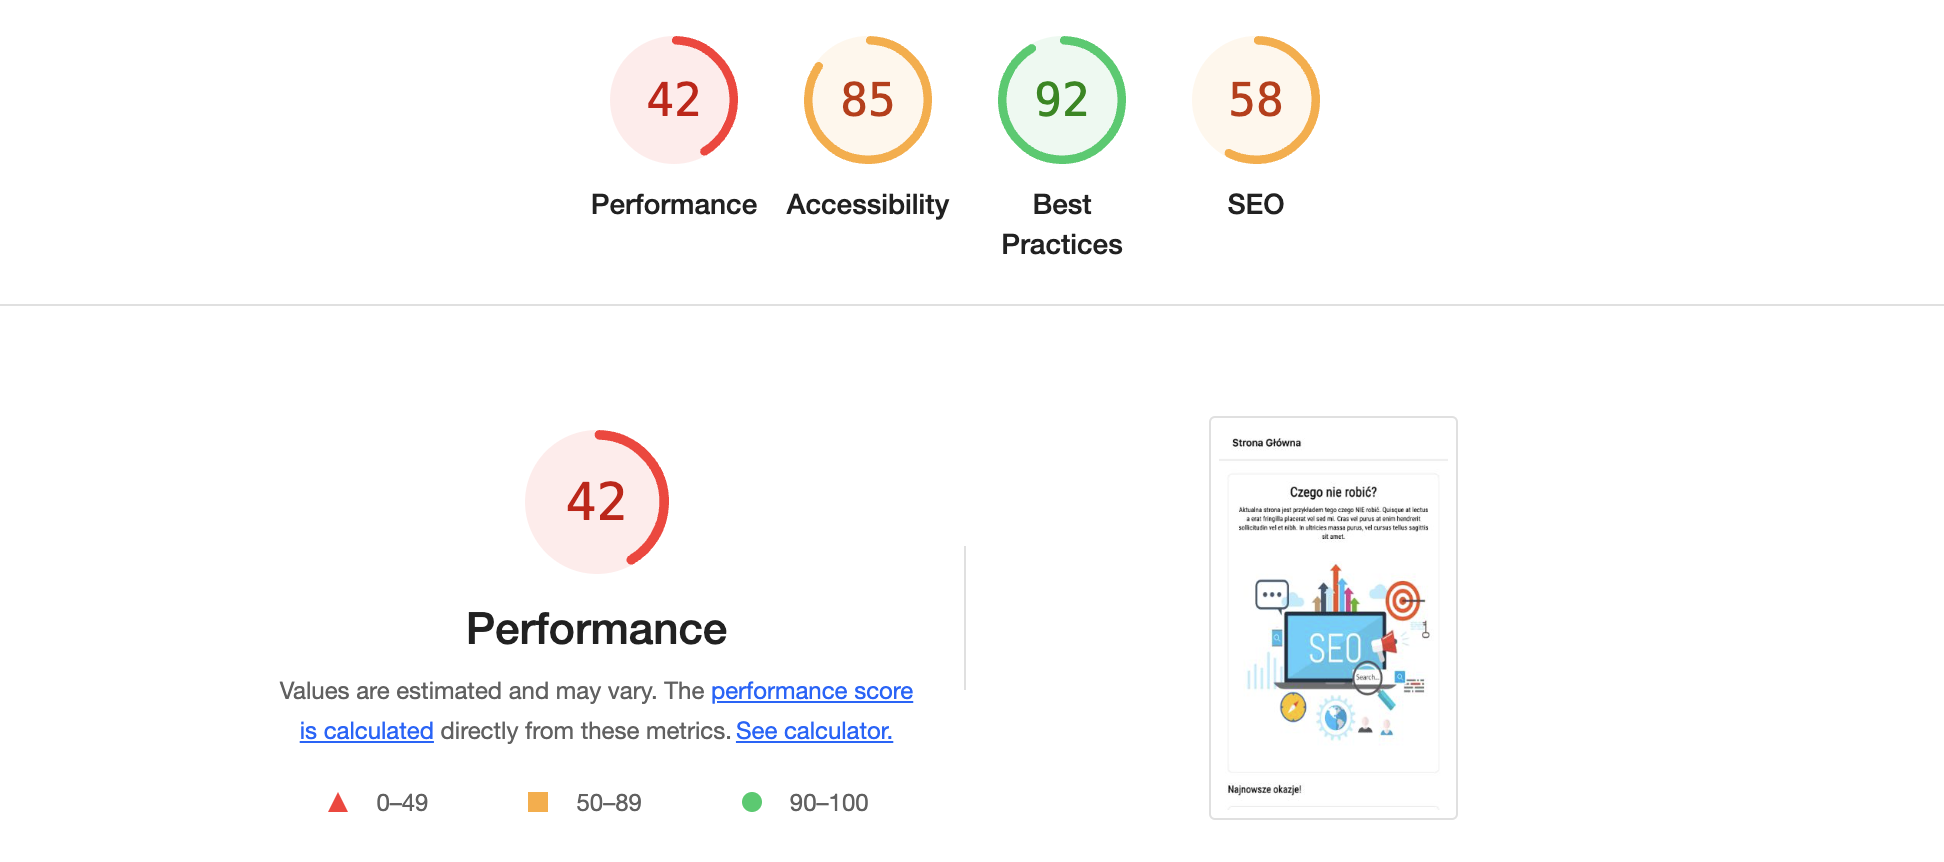 42
85
92
58
Performance
Accessibility
Best
Practices
SEO
42
Performance
Values are estimated and may vary. The performance score
is calculated directly from these metrics. See calculator.
0–49
50–89
90–100
Strona Główna
Czego nie robić?
Aktualna strona jest przykładem tego czego NIE robić. Quisque at lectus
a erat fringilla placerat vel sed mi. Cras vel purus at enim hendrerit
sollicitudin vel et nibh. In ultricies massa purus, vel cursus tellus sagittis
sit amet.
SEO
Search...
Najnowsze okazje!